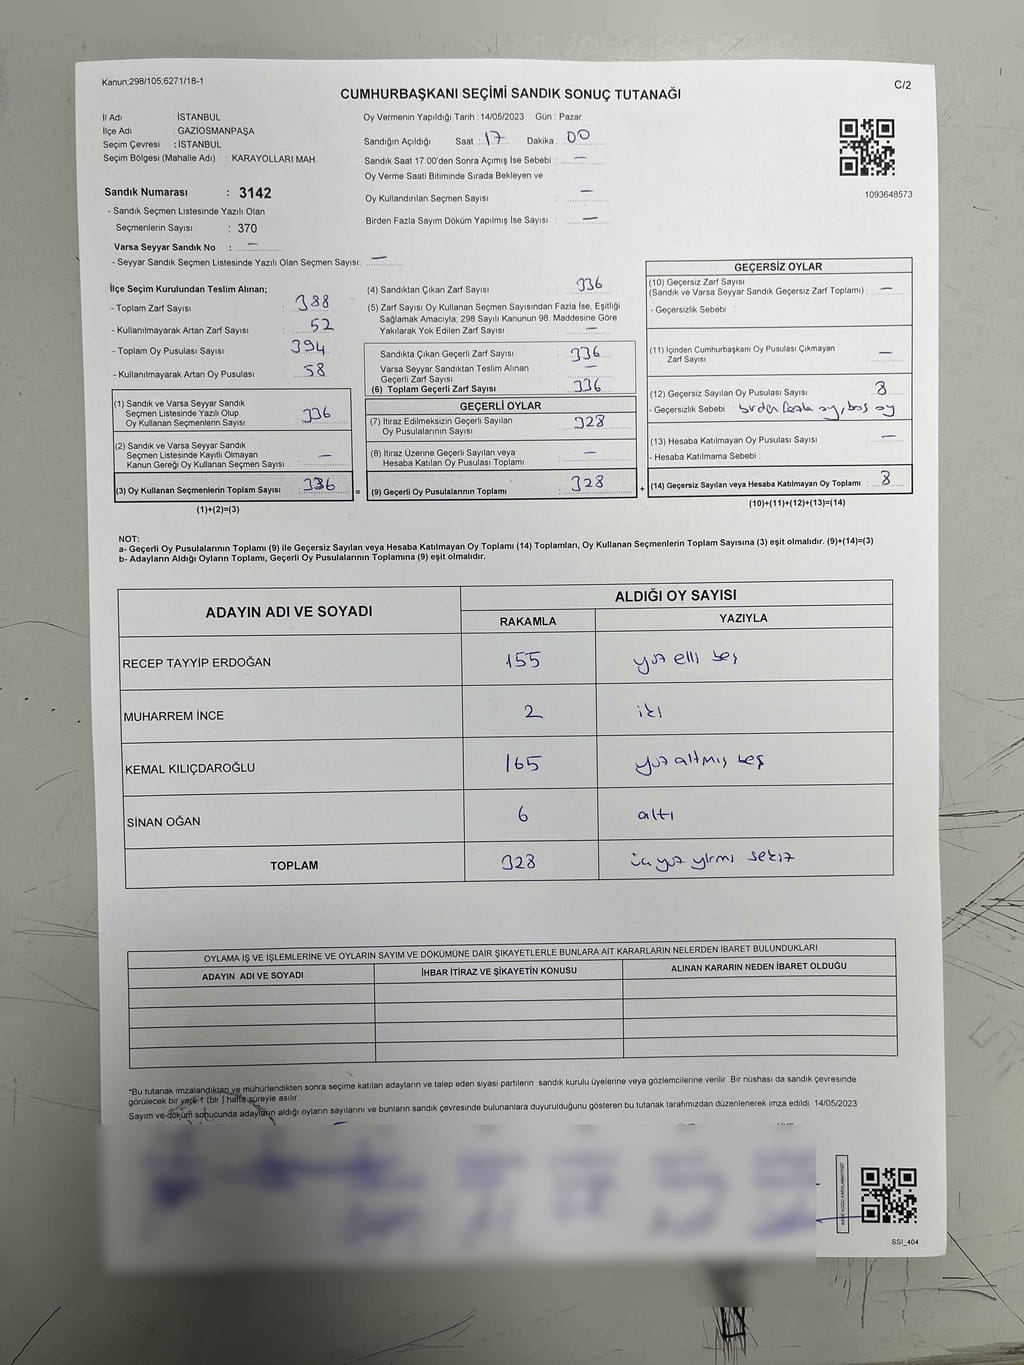 Kanun,298/105,6271/18-1
C/2
CUMHURBAŞKANI SEÇİMİ SANDIK SONUÇ TUTANAĞI
İl Adı : İSTANBUL
İlçe Adı : GAZİOSMANPAŞA
Seçim Çevresi : İSTANBUL
Seçim Bölgesi (Mahalle Adı) : KARAYOLLARI MAH.
Sandık Numarası : 3142
- Sandık Seçmen Listesinde Yazılı Olan
Seçmenlerin Sayısı : 370
Varsa Seyyar Sandık No : —
- Seyyar Sandık Seçmen Listesinde Yazılı Olan Seçmen Sayısı: —
Oy Vermenin Yapıldığı Tarih : 14/05/2023 Gün : Pazar
Sandığın Açıldığı Saat : 17 Dakika : 00
Sandık Saat 17.00'den Sonra Açımış İse Sebebi : —
Oy Verme Saati Bitiminde Sırada Bekleyen ve
Oy Kullandırılan Seçmen Sayısı : —
Birden Fazla Sayım Döküm Yapılmış İse Sayısı : —
1093648573
İlçe Seçim Kurulundan Teslim Alınan;
- Toplam Zarf Sayısı : 388
- Kullanılmayarak Artan Zarf Sayısı : 52
- Toplam Oy Pusulası Sayısı : 394
- Kullanılmayarak Artan Oy Pusulası : 58
(1) Sandık ve Varsa Seyyar Sandık
Seçmen Listesinde Yazılı Olup
Oy Kullanan Seçmenlerin Sayısı : 336
(2) Sandık ve Varsa Seyyar Sandık
Seçmen Listesinde Kayıtlı Olmayan
Kanun Gereği Oy Kullanan Seçmen Sayısı : —
(3) Oy Kullanan Seçmenlerin Toplam Sayısı : 336 =
(1)+(2)=(3)
(4) Sandıktan Çıkan Zarf Sayısı : 336
(5) Zarf Sayısı Oy Kullanan Seçmen Sayısından Fazla İse, Eşitliği
Sağlamak Amacıyla, 298 Sayılı Kanunun 98. Maddesine Göre
Yakılarak Yok Edilen Zarf Sayısı : —
Sandıkta Çıkan Geçerli Zarf Sayısı : 336
Varsa Seyyar Sandıktan Teslim Alınan
Geçerli Zarf Sayısı
(6) Toplam Geçerli Zarf Sayısı : 336
GEÇERLİ OYLAR
(7) İtiraz Edilmeksizin Geçerli Sayılan
Oy Pusulalarının Sayısı : 328
(8) İtiraz Üzerine Geçerli Sayılan veya
Hesaba Katılan Oy Pusulası Toplamı : —
(9) Geçerli Oy Pusulalarının Toplamı : 328 +
GEÇERSİZ OYLAR
(10) Geçersiz Zarf Sayısı
(Sandık ve Varsa Seyyar Sandık Geçersiz Zarf Toplamı) : —
- Geçersizlik Sebebi :
(11) İçinden Cumhurbaşkanı Oy Pusulası Çıkmayan
Zarf Sayısı : —
(12) Geçersiz Sayılan Oy Pusulası Sayısı : 8
- Geçersizlik Sebebi : birden fazla oy, boş oy
(13) Hesaba Katılmayan Oy Pusulası Sayısı : —
- Hesaba Katılmama Sebebi :
(14) Geçersiz Sayılan veya Hesaba Katılmayan Oy Toplamı : 8
(10)+(11)+(12)+(13)=(14)
NOT:
a- Geçerli Oy Pusulalarının Toplamı (9) ile Geçersiz Sayılan veya Hesaba Katılmayan Oy Toplamı (14) Toplamları, Oy Kullanan Seçmenlerin Toplam Sayısına (3) eşit olmalıdır. (9)+(14)=(3)
b- Adayların Aldığı Oyların Toplamı, Geçerli Oy Pusulalarının Toplamına (9) eşit olmalıdır.
ADAYIN ADI VE SOYADI ALDIĞI OY SAYISI
RAKAMLA YAZIYLA
RECEP TAYYİP ERDOĞAN 155 yüz elli beş
MUHARREM İNCE 2 iki
KEMAL KILIÇDAROĞLU 165 yüz altmış beş
SİNAN OĞAN 6 altı
TOPLAM 328 üç yüz yirmi sekiz
OYLAMA İŞ VE İŞLEMLERİNE VE OYLARIN SAYIM VE DÖKÜMÜNE DAİR ŞİKAYETLERLE BUNLARA AİT KARARLARIN NELERDEN İBARET BULUNDUKLARI
ADAYIN ADI VE SOYADI İHBAR İTİRAZ VE ŞİKAYETİN KONUSU ALINAN KARARIN NEDEN İBARET OLDUĞU
*Bu tutanak imzalandıktan ve mühürlendikten sonra seçime katılan adayların ve talep eden siyasi partilerin sandık kurulu üyelerine veya gözlemcilerine verilir. Bir nüshası da sandık çevresinde
görülecek bir yere 1 (bir ) hafta süreyle asılır.
Sayım ve döküm sonucunda adayların aldığı oyların sayılarını ve bunların sandık çevresinde bulunanlara duyurulduğunu gösteren bu tutanak tarafımızdan düzenlenerek imza edildi. 14/05/2023
SSI_404